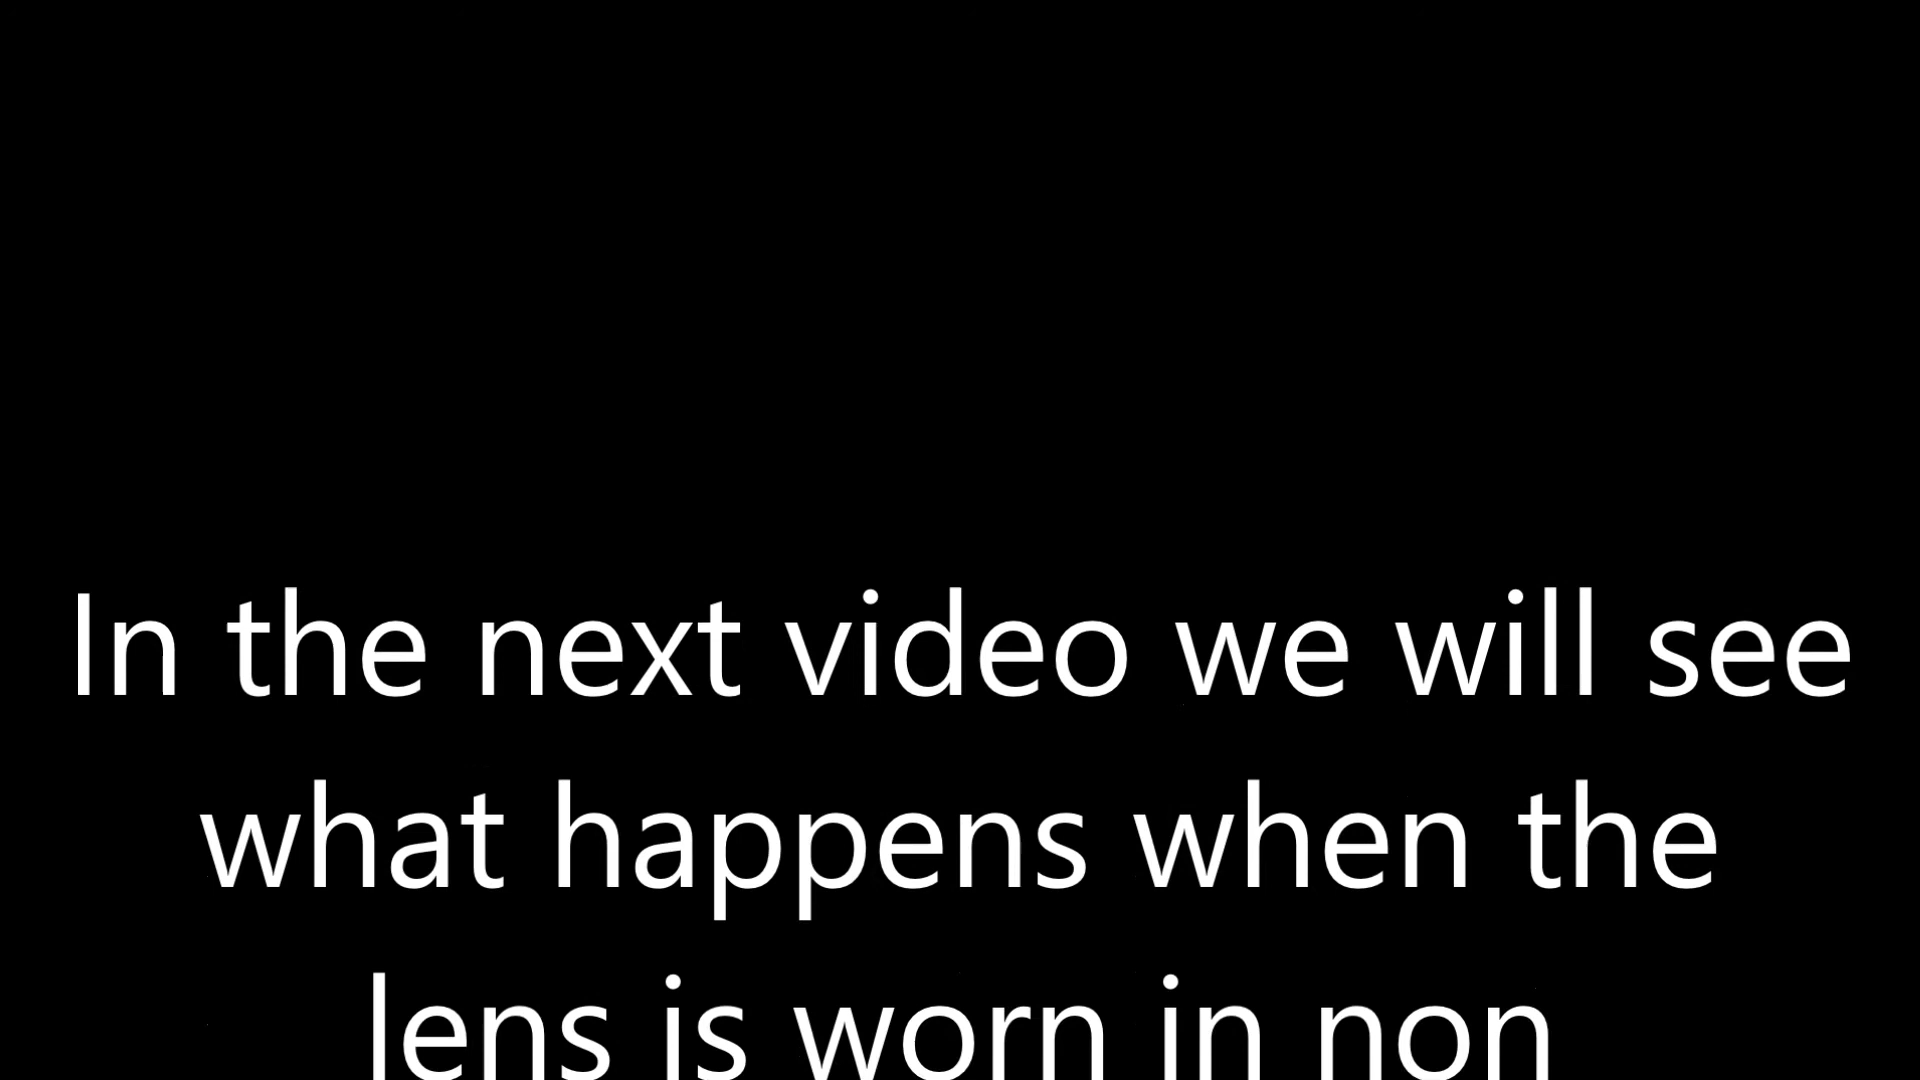 In the next video we will see
what happens when the
lens is worn in non